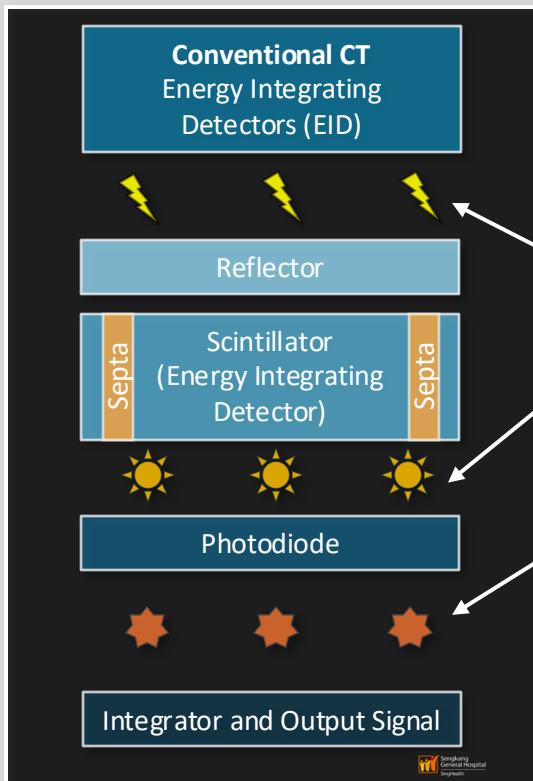 Conventional CT
Energy Integrating
Detectors (EID)
Reflector
Septa
Scintillator
(Energy Integrating
Detector)
Septa
Photodiode
Integrator and Output Signal
Sengkang
General Hospital
SingHealth